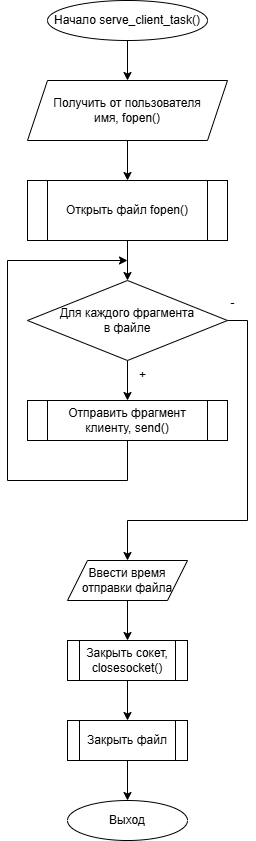 Начало serve_client_task()
Получить от пользователя
имя, fopen()
Открыть файл fopen()
Для каждого фрагмента
в файле
-
+
Отправить фрагмент
клиенту, send()
Ввести время
отправки файла
Закрыть сокет,
closesocket()
Закрыть файл
Выход